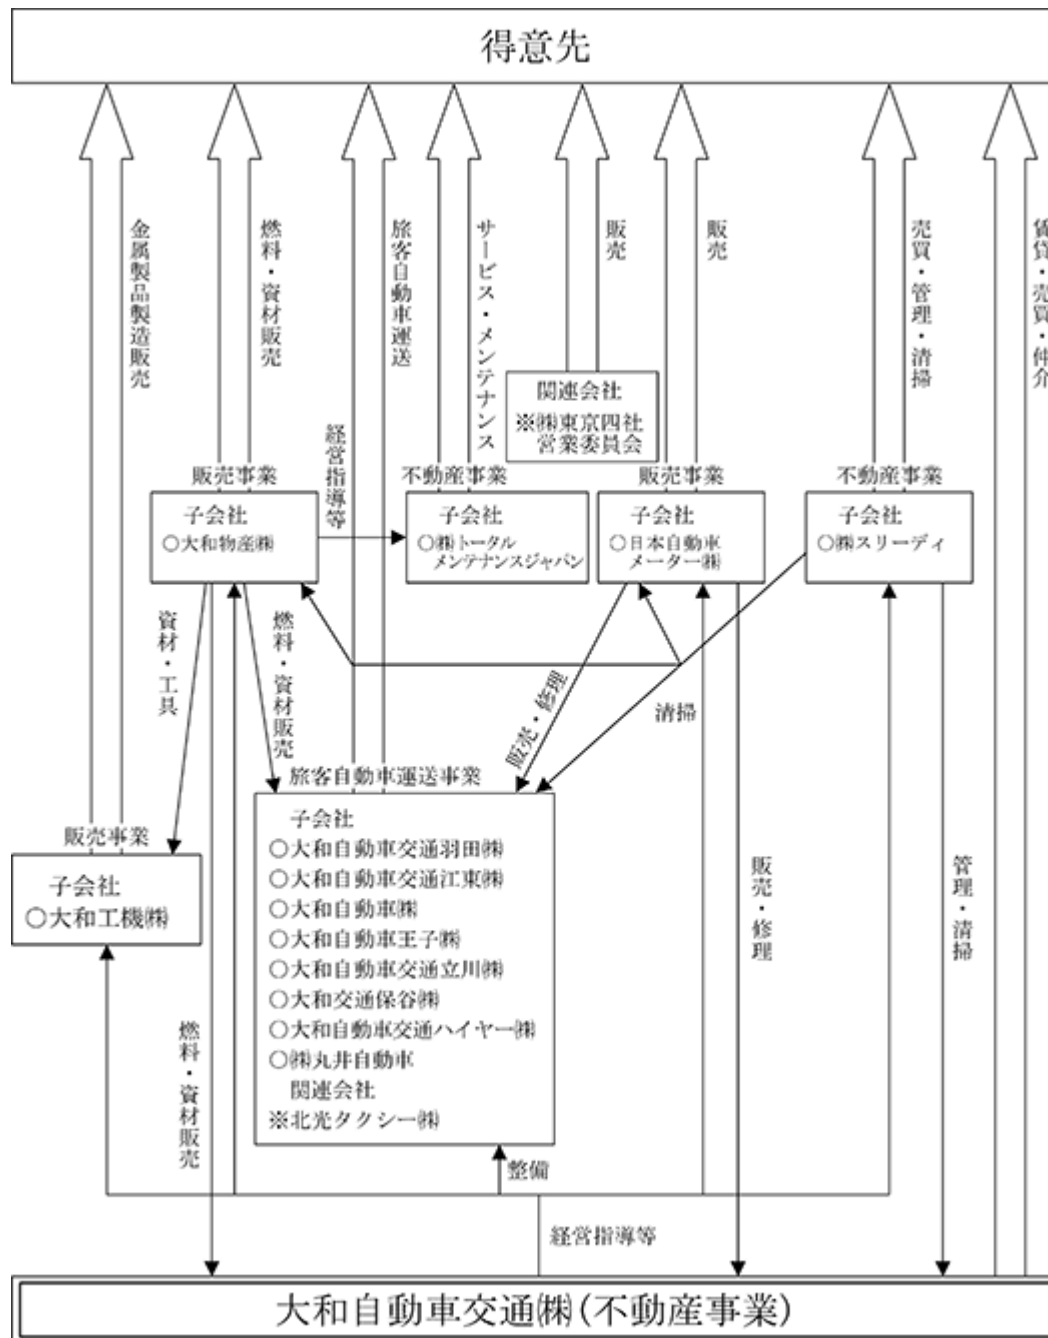 得意先
金属製品製造販売
燃料・資材販売
旅客自動車運送
サービス・メンテナンス
販売
販売
売買・管理・清掃
賃貸・売買・仲介
関連会社
※㈱東京四社
営業委員会
経営指導等
販売事業
子会社
○大和物産㈱
不動産事業
子会社
○㈱トータル
メンテナンスジャパン
販売事業
子会社
○日本自動車
メーター㈱
不動産事業
子会社
○㈱スリーディ
資材・工具
燃料・資材販売
販売・修理
清掃
旅客自動車運送事業
子会社
○大和自動車交通羽田㈱
○大和自動車交通江東㈱
○大和自動車㈱
○大和自動車王子㈱
○大和自動車交通立川㈱
○大和交通保谷㈱
○大和自動車交通ハイヤー㈱
○㈱丸井自動車
関連会社
※北光タクシー㈱
販売事業
子会社
○大和工機㈱
販売・修理
管理・清掃
燃料・資材販売
整備
経営指導等
大和自動車交通㈱(不動産事業)